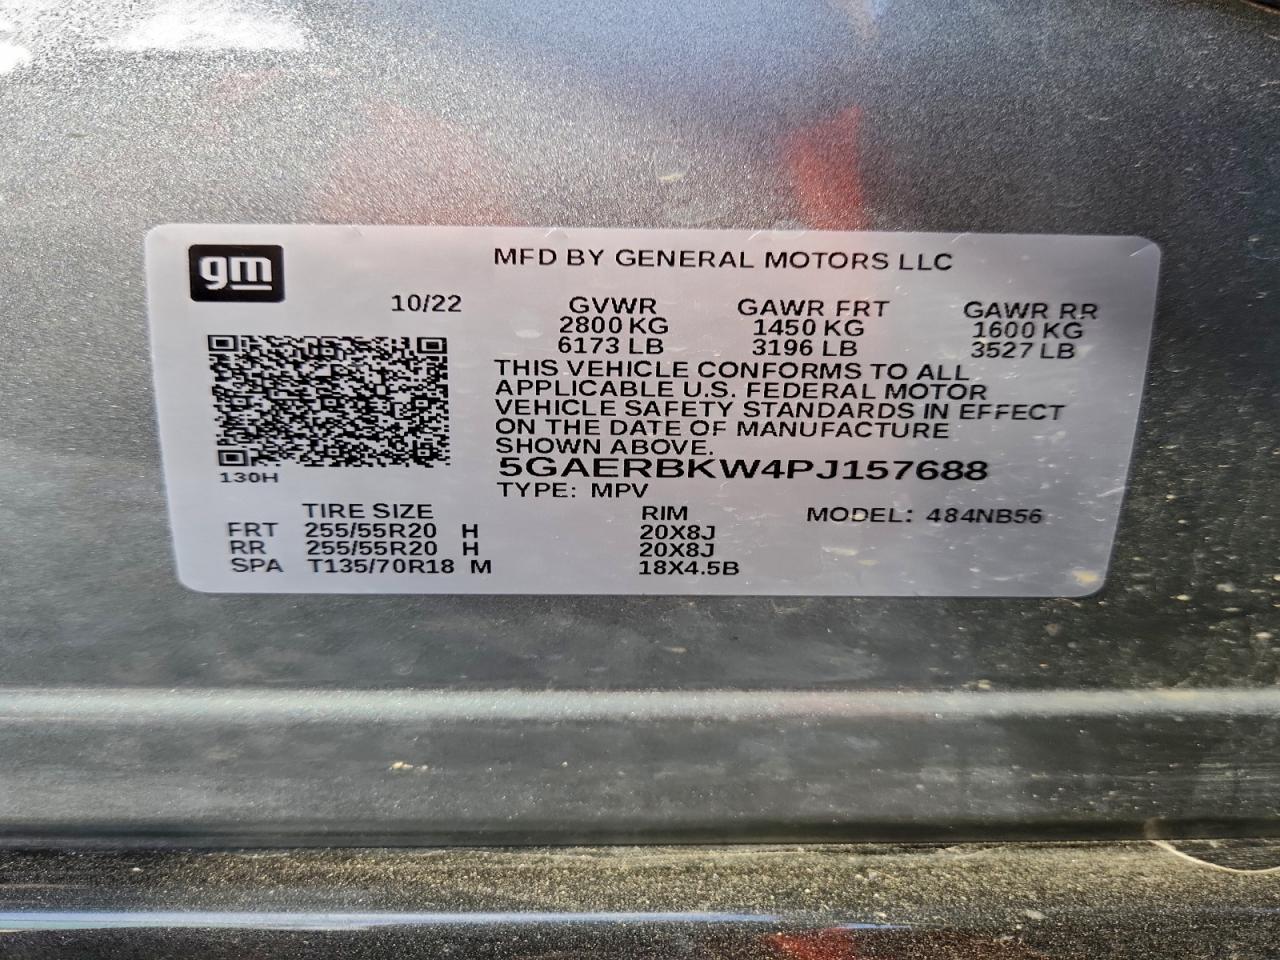 gm
MFD BY GENERAL MOTORS LLC
10/22
GVWR GAWR FRT GAWR RR
2800 KG 1450 KG 1600 KG
6173 LB 3196 LB 3527 LB
THIS VEHICLE CONFORMS TO ALL
APPLICABLE U.S. FEDERAL MOTOR
VEHICLE SAFETY STANDARDS IN EFFECT
ON THE DATE OF MANUFACTURE
SHOWN ABOVE.
5GAERBKW4PJ157688
130H
TYPE: MPV
TIRE SIZE RIM MODEL: 484NB56
FRT 255/55R20 H 20X8J
RR 255/55R20 H 20X8J
SPA T135/70R18 M 18X4.5B